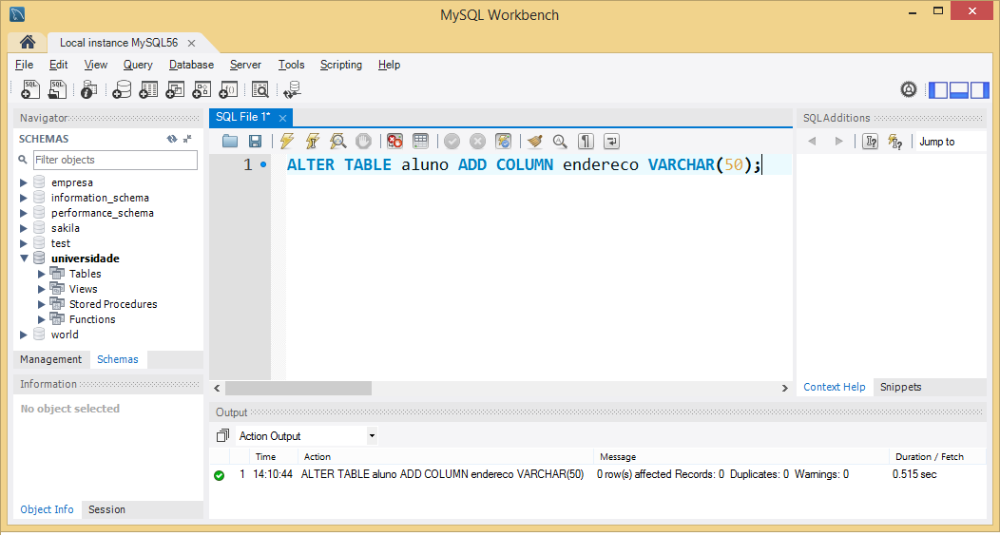 MySQL Workbench
Local instance MySQL56
File Edit View Query Database Server Tools Scripting Help
Navigator
SCHEMAS
Filter objects
empresa
information_schema
performance_schema
sakila
test
universidade
Tables
Views
Stored Procedures
Functions
world
Management Schemas
Information
No object selected
Object Info Session
SQL File 1*
1 ALTER TABLE aluno ADD COLUMN endereco VARCHAR(50);
SQLAdditions
Jump to
Context Help Snippets
Output
Action Output
Time Action Message Duration / Fetch
1 14:10:44 ALTER TABLE aluno ADD COLUMN endereco VARCHAR(50) 0 row(s) affected Records: 0 Duplicates: 0 Warnings: 0 0.515 sec